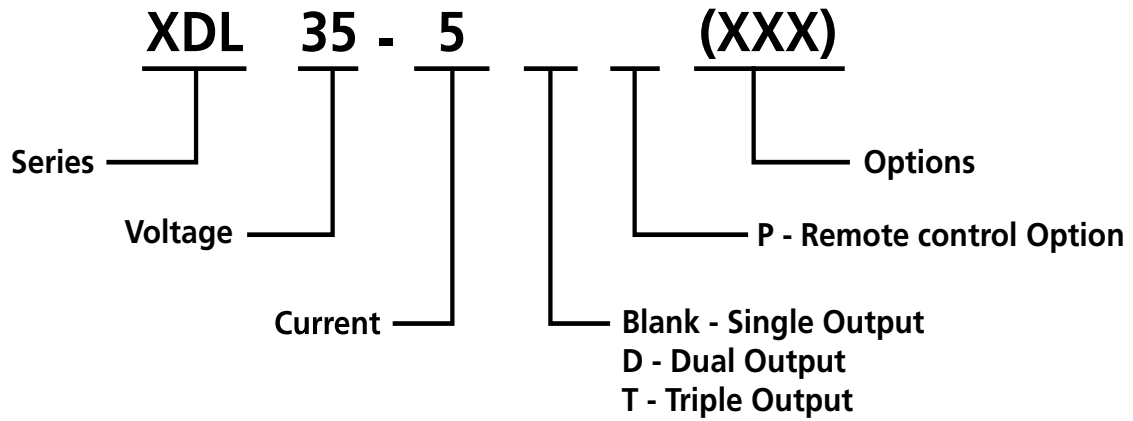 XDL 35 - 5 (XXX)
Series
Options
Voltage
P - Remote control Option
Current
Blank - Single Output
D - Dual Output
T - Triple Output